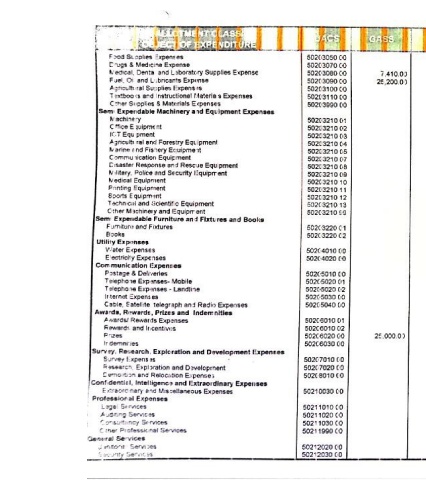 ALLOTMENT CLASS UACS GASS
OBJECT OF EXPENDITURE
Food Supplies Expenses 50203050 00
Drugs & Medicine Expense 50203070 00
Medical, Dental and Laboratory Supplies Expense 50203080 00 7,410.00
Fuel, Oil and Lubricants Expense 50203090 00 26,200.00
Agricultural Supplies Expenses 50203100 00
Textbooks and Instructional Materials Expenses 50203110 00
Other Supplies & Materials Expenses 50203990 00
Semi Expendable Machinery and Equipment Expenses
Machinery 50203210 01
Office Equipment 50203210 02
ICT Equipment 50203210 03
Agricultural and Forestry Equipment 50203210 04
Marine and Fishery Equipment 50203210 05
Communication Equipment 50203210 07
Disaster Response and Rescue Equipment 50203210 08
Military, Police and Security Equipment 50203210 09
Medical Equipment 50203210 10
Printing Equipment 50203210 11
Sports Equipment 50203210 12
Technical and Scientific Equipment 50203210 13
Other Machinery and Equipment 50203210 99
Semi Expendable Furniture and Fixtures and Books
Furniture and Fixtures 50203220 01
Books 50203220 02
Utility Expenses
Water Expenses 50204010 00
Electricity Expenses 50204020 00
Communication Expenses
Postage & Deliveries 50205010 00
Telephone Expenses- Mobile 50205020 01
Telephone Expenses - Landline 50205020 02
Internet Expenses 50205030 00
Cable, Satellite Telegraph and Radio Expenses 50205040 00
Awards, Rewards, Prizes and Indemnities
Awards/ Rewards Expenses 50206010 01
Rewards and Incentives 50206010 02
Prizes 50206020 00 25,000.00
Indemnities 50206030 00
Survey, Research, Exploration and Development Expenses
Survey Expenses 50207010 00
Research, Exploration and Development 50207020 00
Demolition and Relocation Expenses 50208010 00
Confidential, Intelligence and Extraordinary Expenses
Extraordinary and Miscellaneous Expenses 50210030 00
Professional Expenses
Legal Services 50211010 00
Auditing Services 50211020 00
Consultancy Services 50211030 00
Other Professional Services 50211990 00
General Services
Janitorial Services 50212020 00
Security Services 50212030 00